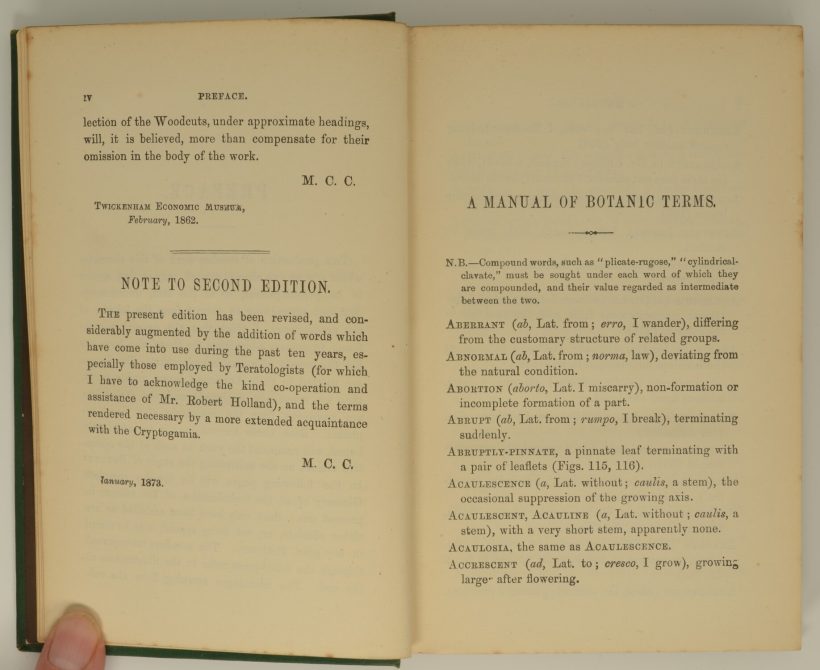 IV PREFACE.
lection of the Woodcuts, under approximate headings,
will, it is believed, more than compensate for their
omission in the body of the work.
M. C. C.
TWICKENHAM ECONOMIC MUSEUM,
February, 1862.
NOTE TO SECOND EDITION.
THE present edition has been revised, and con-
siderably augmented by the addition of words which
have come into use during the past ten years, es-
pecially those employed by Teratologists (for which
I have to acknowledge the kind co-operation and
assistance of Mr. Robert Holland), and the terms
rendered necessary by a more extended acquaintance
with the Cryptogamia.
M. C. C.
January, 1873.
A MANUAL OF BOTANIC TERMS.
N.B.—Compound words, such as "plicate-rugose," "cylindrical-
clavate," must be sought under each word of which they
are compounded, and their value regarded as intermediate
between the two.
ABERRANT (ab, Lat. from; erro, I wander), differing
from the customary structure of related groups.
ABNORMAL (ab, Lat. from; norma, law), deviating from
the natural condition.
ABORTION (aborto, Lat. I miscarry), non-formation or
incomplete formation of a part.
ABRUPT (ab, Lat. from; rumpo, I break), terminating
suddenly.
ABRUPTLY-PINNATE, a pinnate leaf terminating with
a pair of leaflets (Figs. 115, 116).
ACAULESCENCE (a, Lat. without; caulis, a stem), the
occasional suppression of the growing axis.
ACAULESCENT, ACAULINE (a, Lat. without; caulis, a
stem), with a very short stem, apparently none.
ACAULOSIA, the same as ACAULESCENCE.
ACCRESCENT (ad, Lat. to; cresco, I grow), growing
larger after flowering.